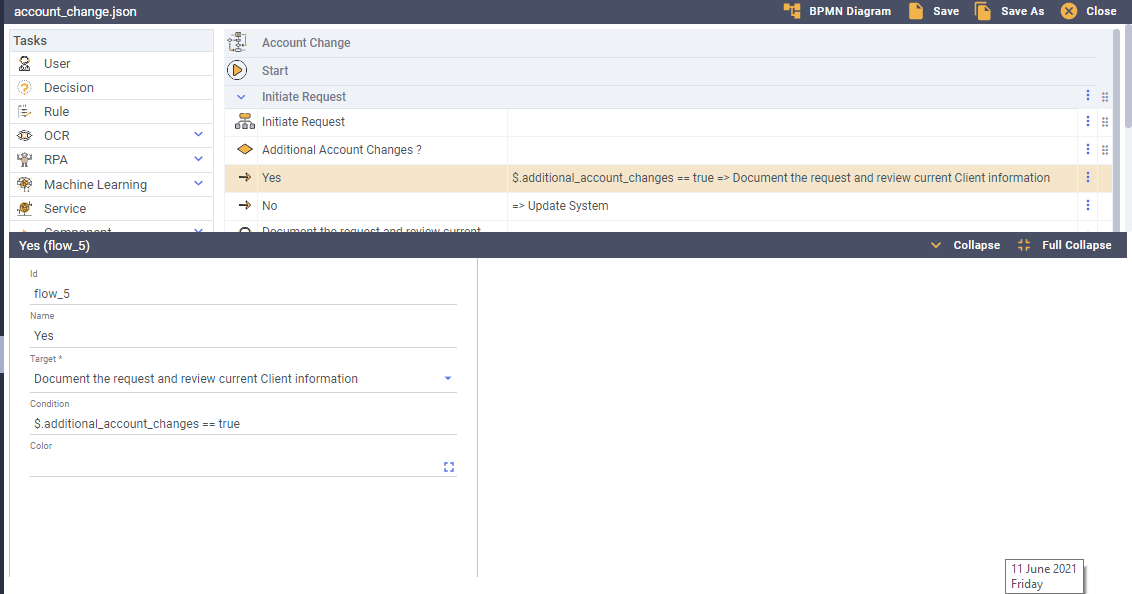 account_change.json
BPMN Diagram Save Save As Close
Tasks
User
Decision
Rule
OCR
RPA
Machine Learning
Service
Component
Account Change
Start
Initiate Request
Initiate Request
Additional Account Changes ?
Yes $.additional_account_changes == true => Document the request and review current Client information
No => Update System
Document the request and review current
Yes (flow_5) Collapse Full Collapse
Id
flow_5
Name
Yes
Target *
Document the request and review current Client information
Condition
$.additional_account_changes == true
Color
11 June 2021
Friday